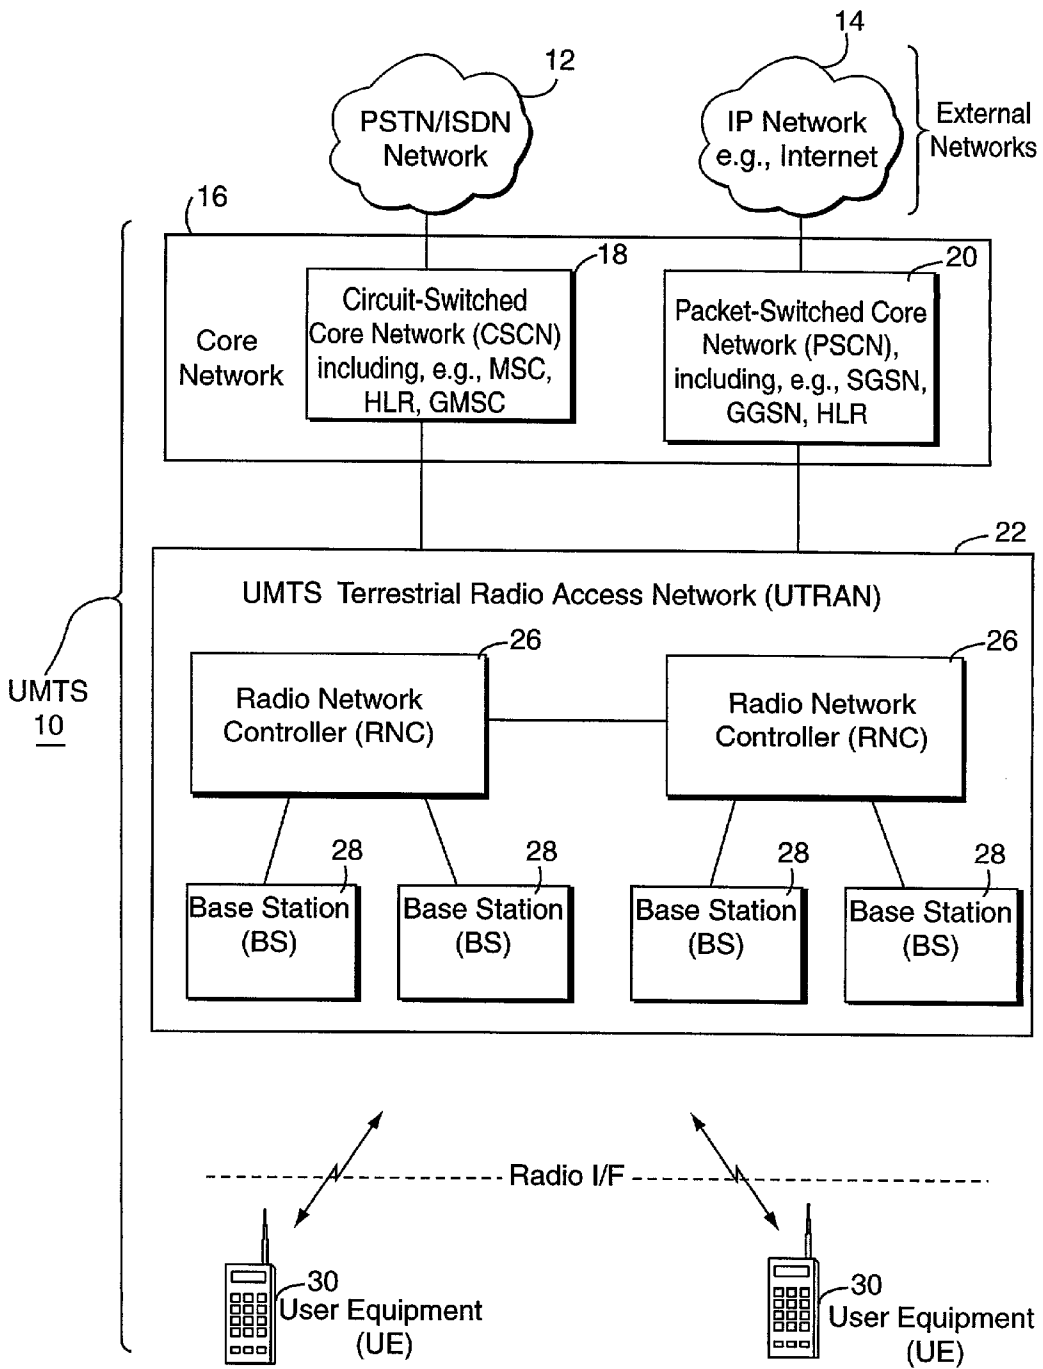 12
14
PSTN/ISDN
Network
IP Network
e.g., Internet
External
Networks
16
18
20
Core
Network
Circuit-Switched
Core Network (CSCN)
including, e.g., MSC,
HLR, GMSC
Packet-Switched Core
Network (PSCN),
including, e.g., SGSN,
GGSN, HLR
22
UMTS Terrestrial Radio Access Network (UTRAN)
26
26
UMTS
10
Radio Network
Controller (RNC)
Radio Network
Controller (RNC)
28
28
28
28
Base Station
(BS)
Base Station
(BS)
Base Station
(BS)
Base Station
(BS)
Radio I/F
30
User Equipment
(UE)
30
User Equipment
(UE)